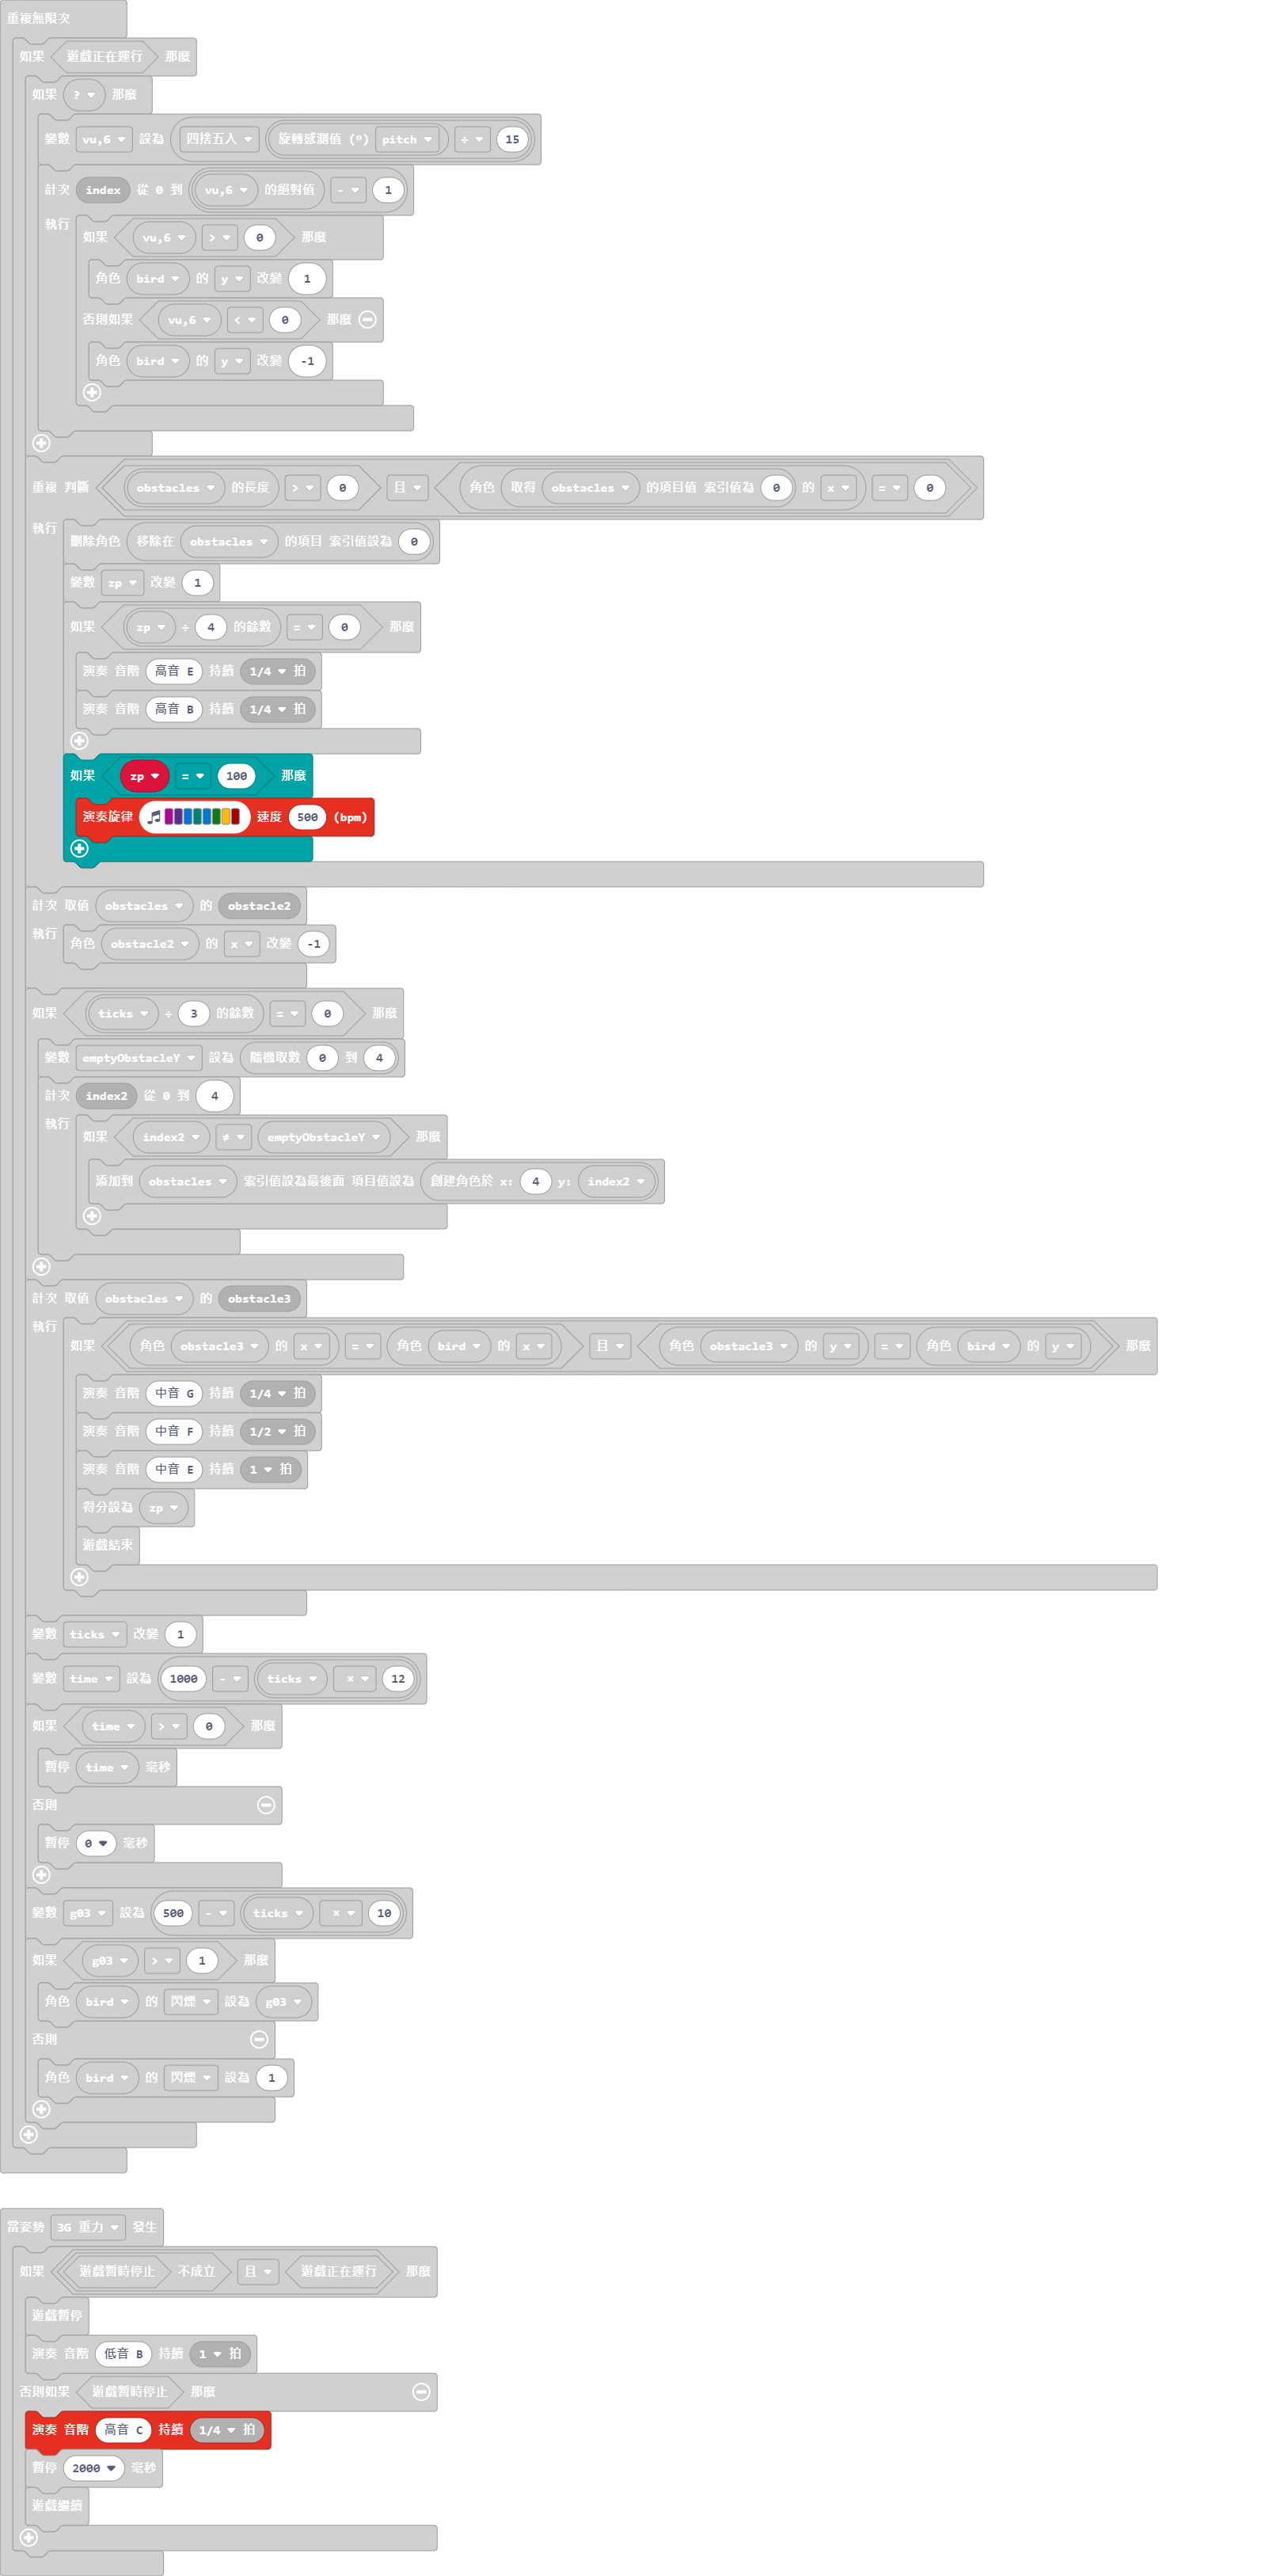 重複無限次
如果 遊戲正在運行 那麼
如果 ? 那麼
變數 vu,6 設為 四捨五入 旋轉感測值 (º) pitch ÷ 15
計次 index 從 0 到 vu,6 的絕對值 - 1
執行
如果 vu,6 > 0 那麼
角色 bird 的 y 改變 1
否則如果 vu,6 < 0 那麼
角色 bird 的 y 改變 -1
重複 判斷 obstacles 的長度 > 0 且 角色 取得 obstacles 的項目值 索引值為 0 的 x = 0
執行
刪除角色 移除在 obstacles 的項目 索引值設為 0
變數 zp 改變 1
如果 zp ÷ 4 的餘數 = 0 那麼
演奏 音階 高音 E 持續 1/4 拍
演奏 音階 高音 B 持續 1/4 拍
如果 zp = 100 那麼
演奏旋律 速度 500 (bpm)
計次 取值 obstacles 的 obstacle2
執行
角色 obstacle2 的 x 改變 -1
如果 ticks ÷ 3 的餘數 = 0 那麼
變數 emptyObstacleY 設為 隨機取數 0 到 4
計次 index2 從 0 到 4
執行
如果 index2 ≠ emptyObstacleY 那麼
添加到 obstacles 索引值設為最後面 項目值設為 創建角色於 x: 4 y: index2
計次 取值 obstacles 的 obstacle3
執行
如果 角色 obstacle3 的 x = 角色 bird 的 x 且 角色 obstacle3 的 y = 角色 bird 的 y 那麼
演奏 音階 中音 G 持續 1/4 拍
演奏 音階 中音 F 持續 1/2 拍
演奏 音階 中音 E 持續 1 拍
得分設為 zp
遊戲結束
變數 ticks 改變 1
變數 time 設為 1000 - ticks × 12
如果 time > 0 那麼
暫停 time 毫秒
否則
暫停 0 毫秒
變數 g03 設為 500 - ticks × 10
如果 g03 > 1 那麼
角色 bird 的 閃爍 設為 g03
否則
角色 bird 的 閃爍 設為 1
當姿勢 3G 重力 發生
如果 遊戲暫時停止 不成立 且 遊戲正在運行 那麼
遊戲暫停
演奏 音階 低音 B 持續 1 拍
否則如果 遊戲暫時停止 那麼
演奏 音階 高音 C 持續 1/4 拍
暫停 2000 毫秒
遊戲繼續